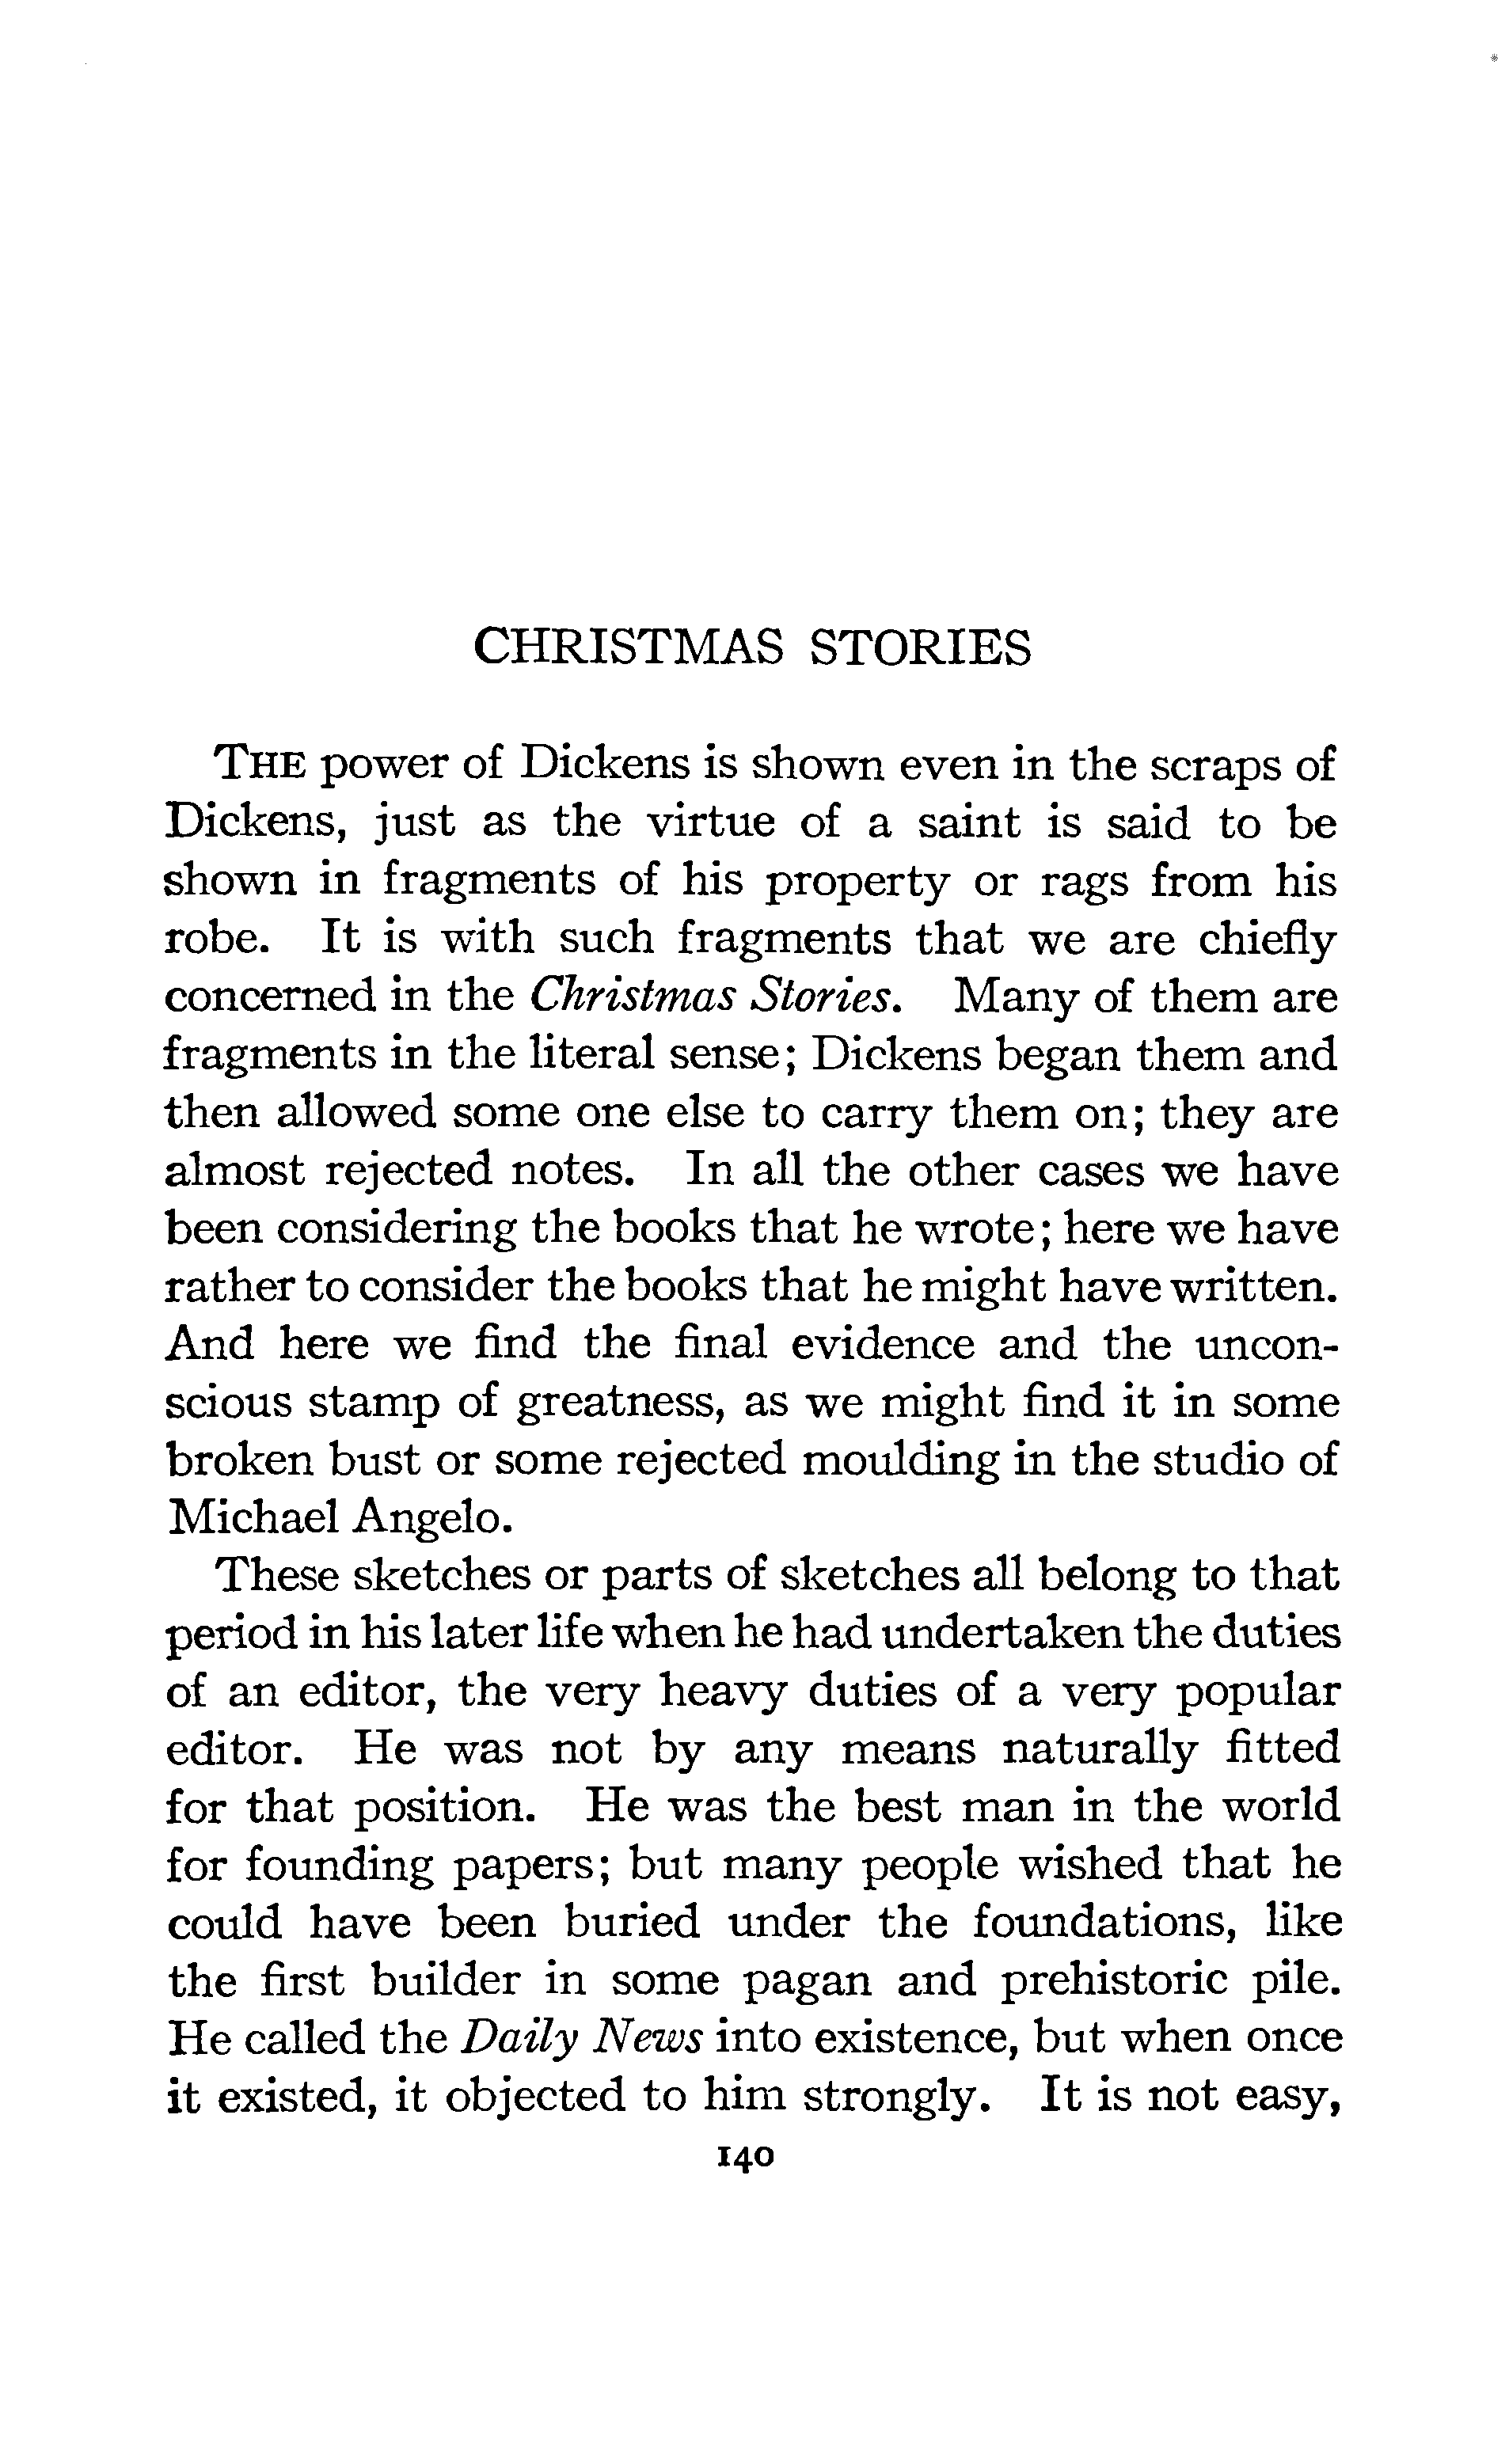 CHRISTMAS STORIES
THE power of Dickens is shown even in the scraps of
Dickens, just as the virtue of a saint is said to be
shown in fragments of his property or rags from his
robe. It is with such fragments that we are chiefly
concerned in the Christmas Stories. Many of them are
fragments in the literal sense; Dickens began them and
then allowed some one else to carry them on; they are
almost rejected notes. In all the other cases we have
been considering the books that he wrote; here we have
rather to consider the books that he might have written.
And here we find the final evidence and the uncon-
scious stamp of greatness, as we might find it in some
broken bust or some rejected moulding in the studio of
Michael Angelo.
These sketches or parts of sketches all belong to that
period in his later life when he had undertaken the duties
of an editor, the very heavy duties of a very popular
editor. He was not by any means naturally fitted
for that position. He was the best man in the world
for founding papers; but many people wished that he
could have been buried under the foundations, like
the first builder in some pagan and prehistoric pile.
He called the Daily News into existence, but when once
it existed, it objected to him strongly. It is not easy,
140